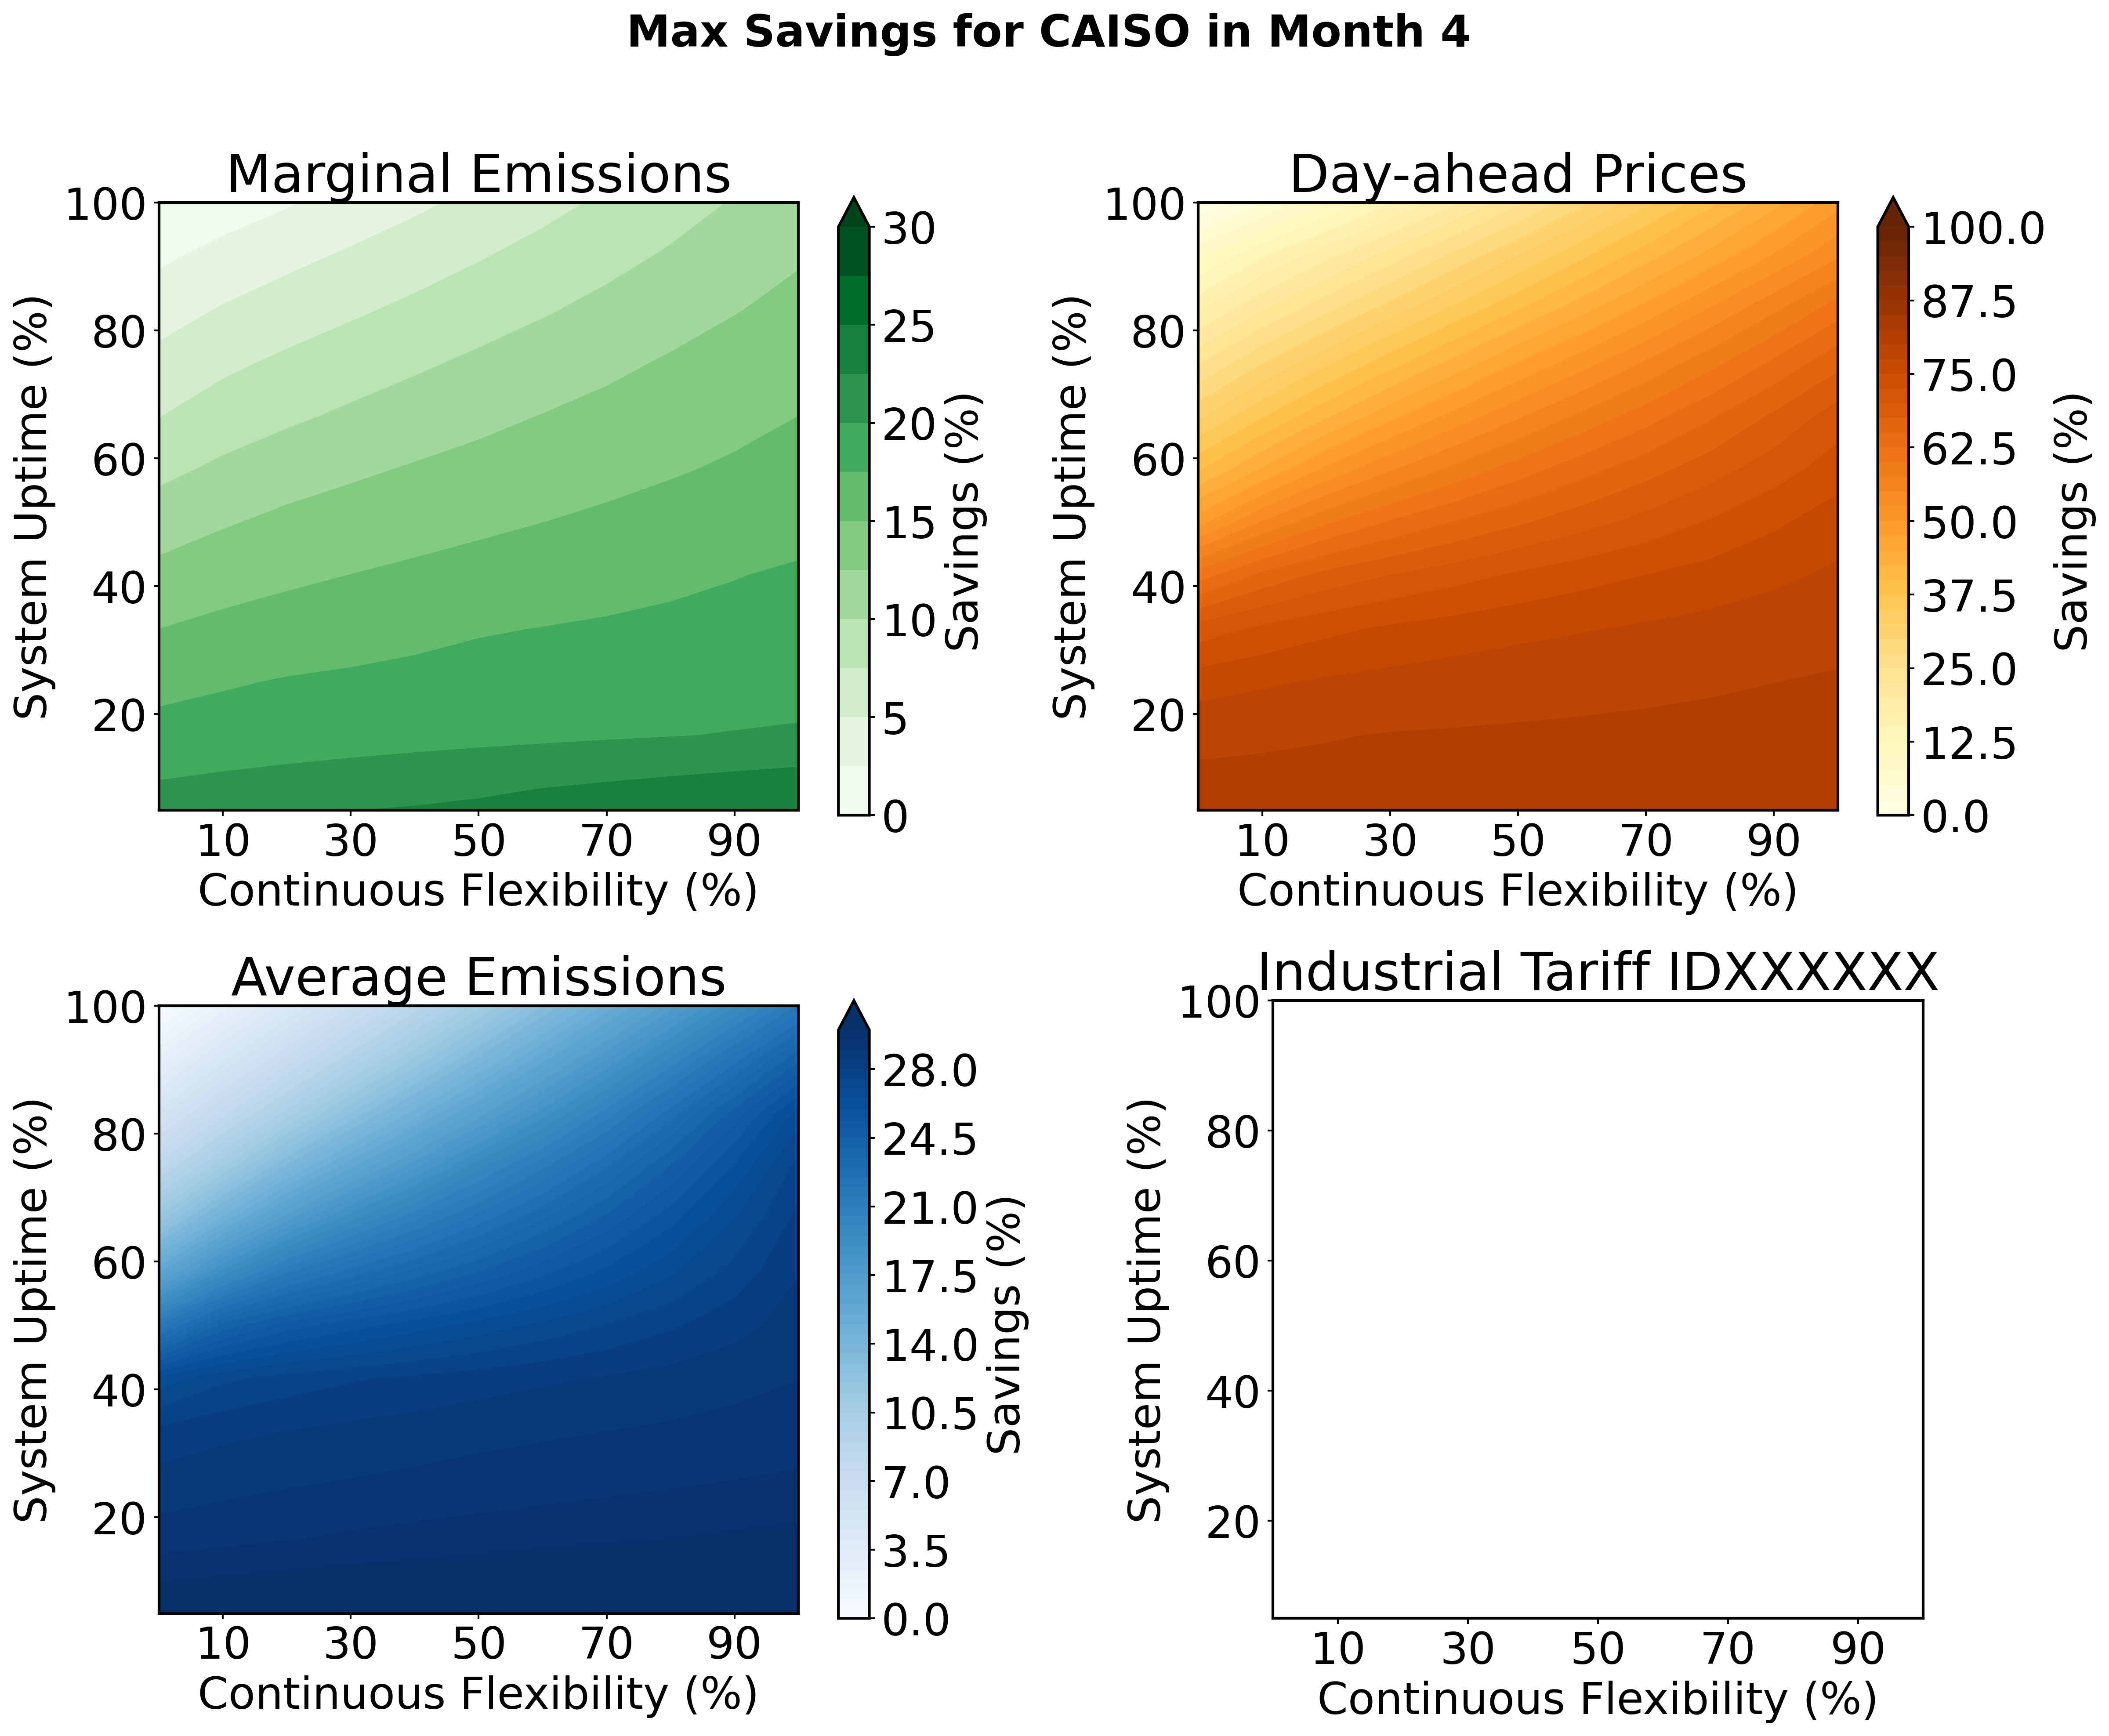 Max Savings for CAISO in Month 4
Marginal Emissions
System Uptime (%)
100
80
60
40
20
10 30 50 70 90
Continuous Flexibility (%)
30
25
20
15
10
5
0
Savings (%)
Day-ahead Prices
System Uptime (%)
100
80
60
40
20
10 30 50 70 90
Continuous Flexibility (%)
100.0
87.5
75.0
62.5
50.0
37.5
25.0
12.5
0.0
Savings (%)
Average Emissions
System Uptime (%)
100
80
60
40
20
10 30 50 70 90
Continuous Flexibility (%)
28.0
24.5
21.0
17.5
14.0
10.5
7.0
3.5
0.0
Savings (%)
Industrial Tariff IDXXXXXX
System Uptime (%)
100
80
60
40
20
10 30 50 70 90
Continuous Flexibility (%)